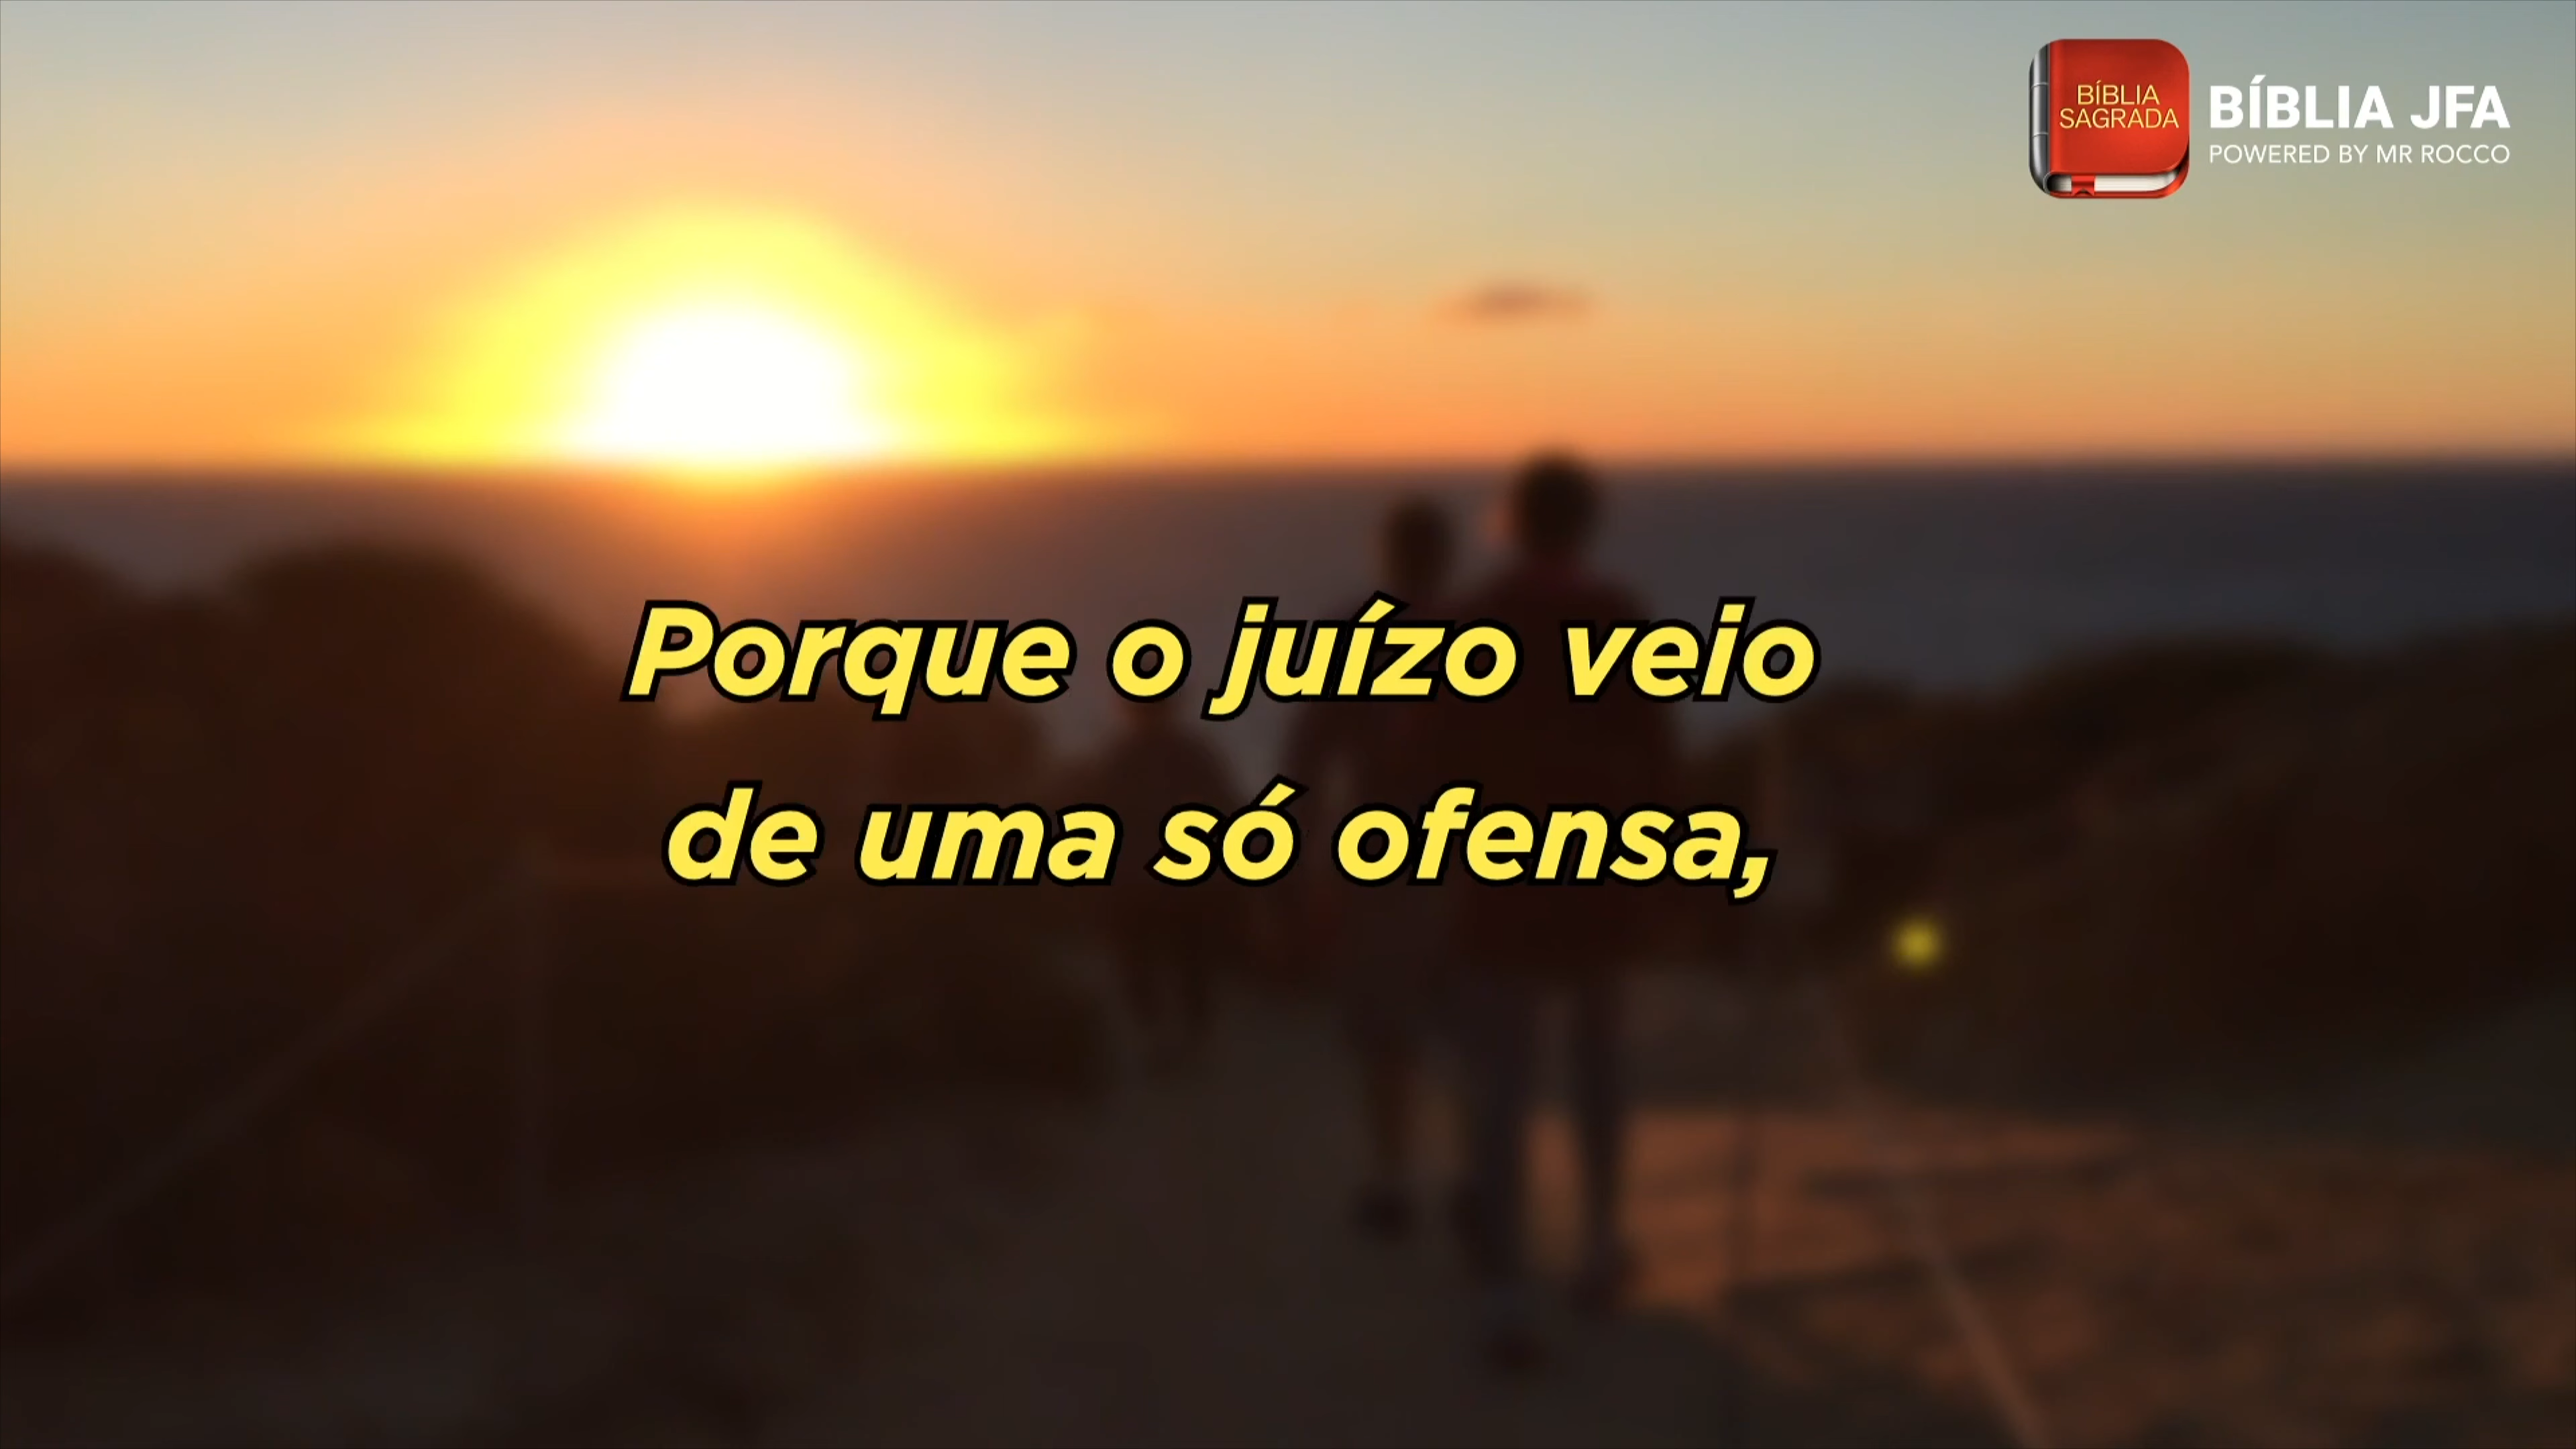 BÍBLIA
SAGRADA
BÍBLIA JFA
POWERED BY MR ROCCO
Porque o juízo veio
de uma só ofensa,